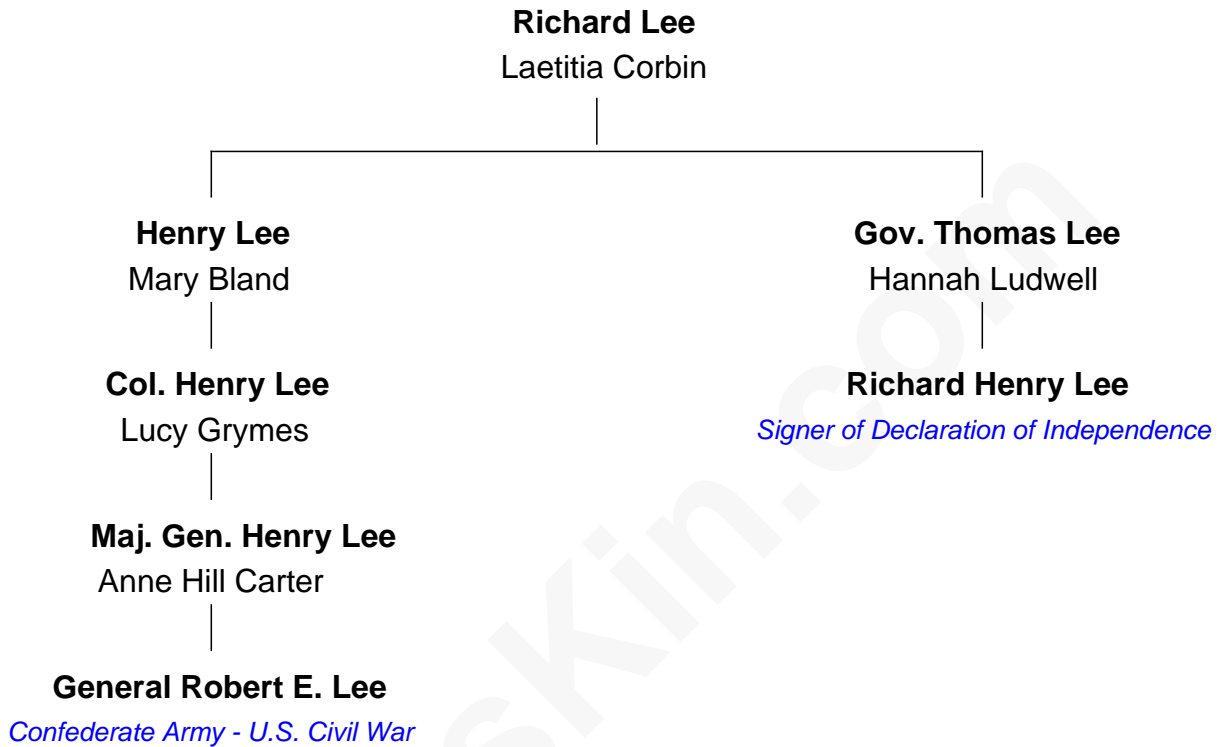 Richard Lee
Laetitia Corbin
Henry Lee
Mary Bland
Gov. Thomas Lee
Hannah Ludwell
Col. Henry Lee
Lucy Grymes
Richard Henry Lee
Signer of Declaration of Independence
Maj. Gen. Henry Lee
Anne Hill Carter
General Robert E. Lee
Confederate Army - U.S. Civil War
sKin.com